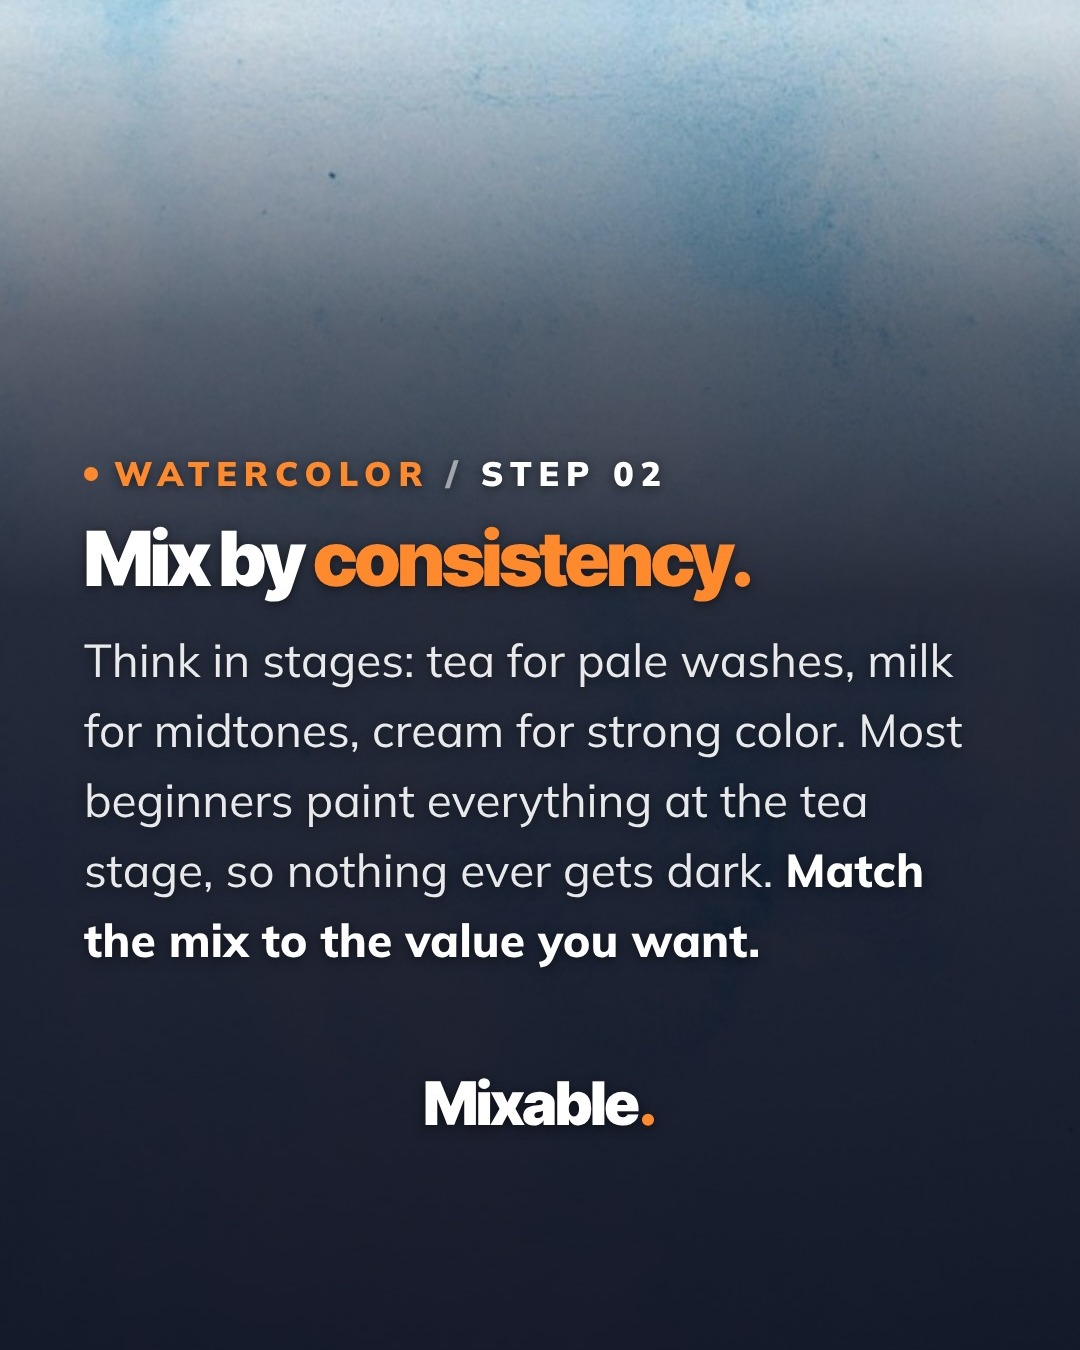 • WATERCOLOR / STEP 02
Mix by consistency.
Think in stages: tea for pale washes, milk
for midtones, cream for strong color. Most
beginners paint everything at the tea
stage, so nothing ever gets dark. Match
the mix to the value you want.
Mixable.